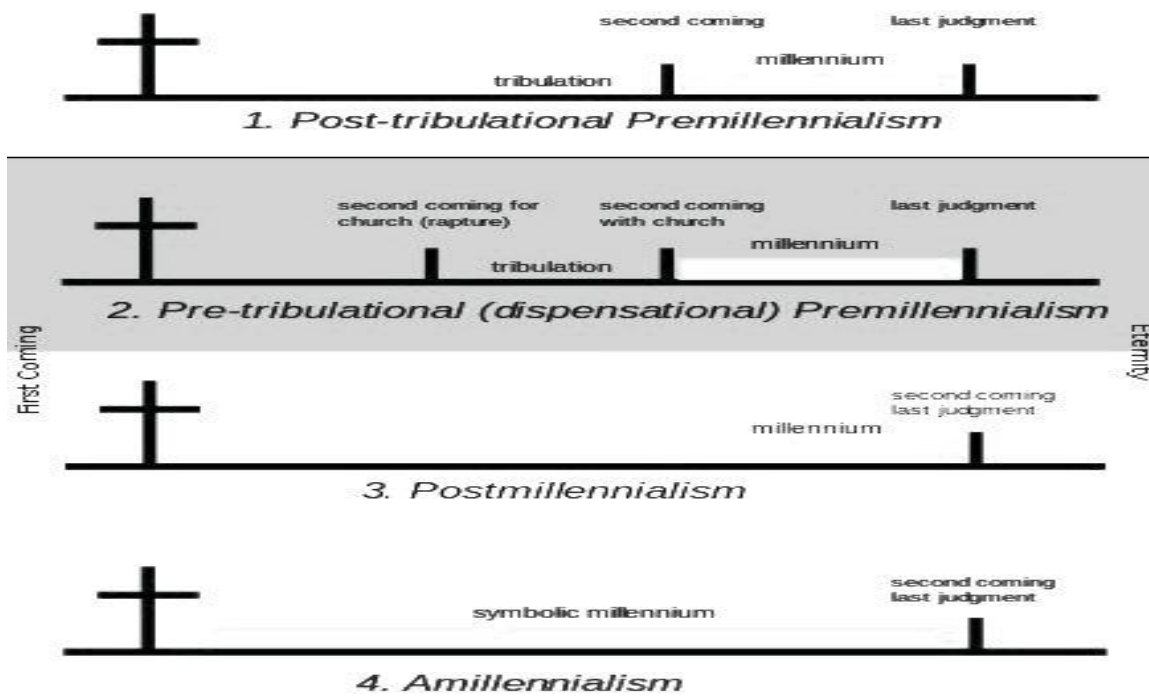 second coming
last judgment
millennium
tribulation
1. Post-tribulational Premillennialism
second coming for
church (rapture)
second coming
with church
last judgment
millennium
tribulation
2. Pre-tribulational (dispensational) Premillennialism
First Coming
Eternity
second coming
last judgment
millennium
3. Postmillennialism
second coming
last judgment
symbolic millennium
4. Amillennialism